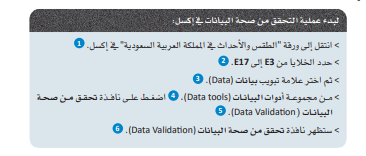 لبدء عملية التحقق من صحة البيانات في إكسل:
> انتقل إلى ورقة "الطقس والأحداث في المملكة العربية السعودية" في إكسل. 1
> حدد الخلايا من E3 إلى E17. 2
> ثم اختر علامة تبويب بيانات (Data). 3
> من مجموعة أدوات البيانات (Data tools)، 4 اضغط على نافذة تحقق من صحة
البيانات (Data Validation). 5
> ستظهر نافذة تحقق من صحة البيانات (Data Validation). 6